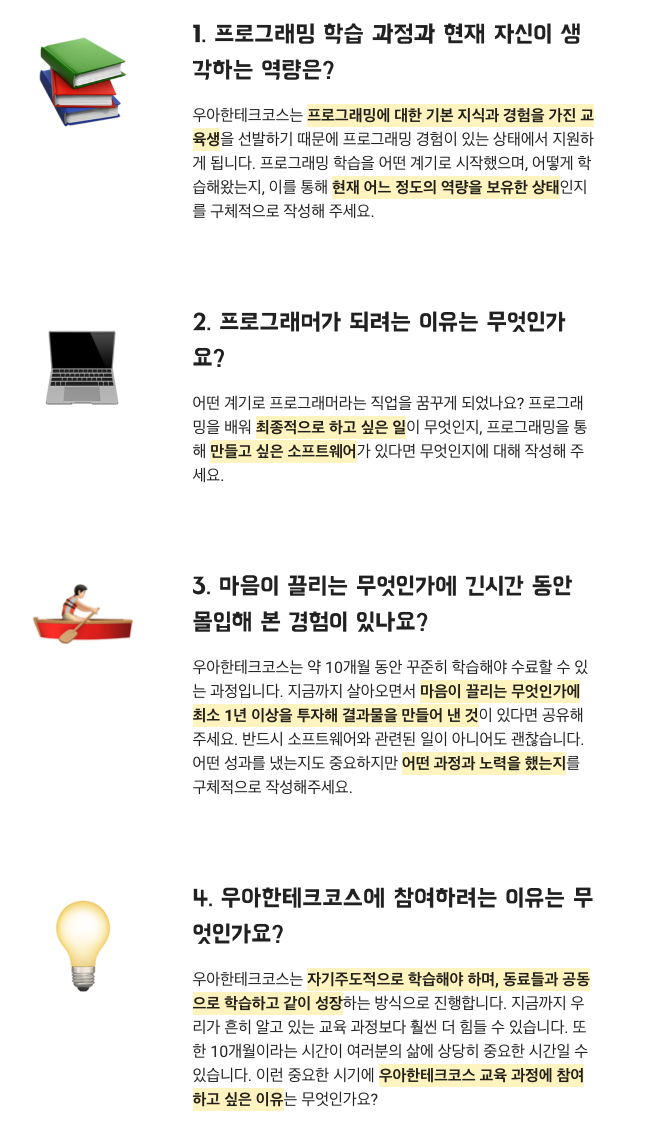 1. 프로그래밍 학습 과정과 현재 자신이 생
각하는 역량은?
우아한테크코스는 프로그래밍에 대한 기본 지식과 경험을 가진 교
육생을 선발하기 때문에 프로그래밍 경험이 있는 상태에서 지원하
게 됩니다. 프로그래밍 학습을 어떤 계기로 시작했으며, 어떻게 학
습해왔는지, 이를 통해 현재 어느 정도의 역량을 보유한 상태인지
를 구체적으로 작성해 주세요.
2. 프로그래머가 되려는 이유는 무엇인가
요?
어떤 계기로 프로그래머라는 직업을 꿈꾸게 되었나요? 프로그래
밍을 배워 최종적으로 하고 싶은 일이 무엇인지, 프로그래밍을 통
해 만들고 싶은 소프트웨어가 있다면 무엇인지에 대해 작성해 주
세요.
3. 마음이 끌리는 무엇인가에 긴시간 동안
몰입해 본 경험이 있나요?
우아한테크코스는 약 10개월 동안 꾸준히 학습해야 수료할 수 있
는 과정입니다. 지금까지 살아오면서 마음이 끌리는 무엇인가에
최소 1년 이상을 투자해 결과물을 만들어 낸 것이 있다면 공유해
주세요. 반드시 소프트웨어와 관련된 일이 아니어도 괜찮습니다.
어떤 성과를 냈는지도 중요하지만 어떤 과정과 노력을 했는지를
구체적으로 작성해주세요.
4. 우아한테크코스에 참여하려는 이유는 무
엇인가요?
우아한테크코스는 자기주도적으로 학습해야 하며, 동료들과 공동
으로 학습하고 같이 성장하는 방식으로 진행합니다. 지금까지 우
리가 흔히 알고 있는 교육 과정보다 훨씬 더 힘들 수 있습니다. 또
한 10개월이라는 시간이 여러분의 삶에 상당히 중요한 시간일 수
있습니다. 이런 중요한 시기에 우아한테크코스 교육 과정에 참여
하고 싶은 이유는 무엇인가요?